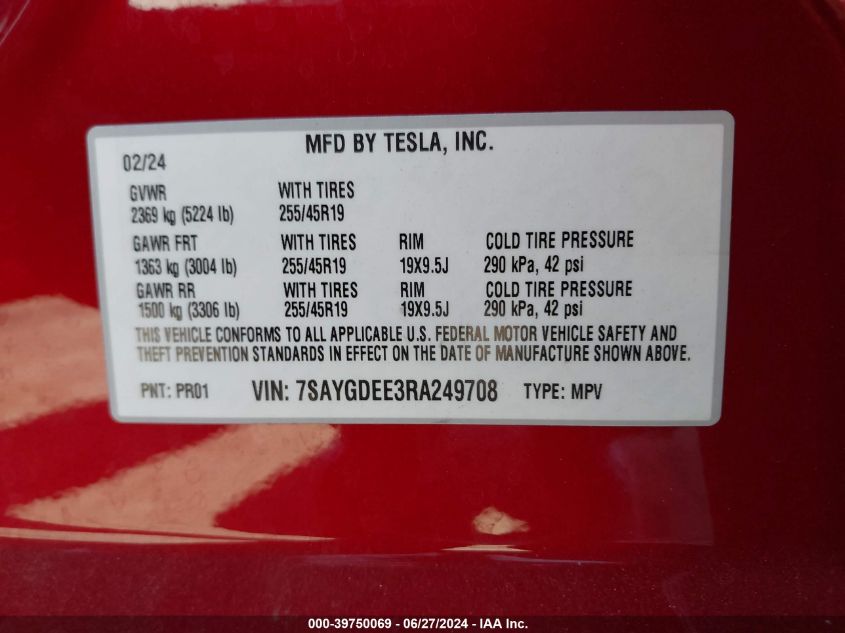 MFD BY TESLA, INC.
02/24
GVWR WITH TIRES
2369 kg (5224 lb) 255/45R19
GAWR FRT WITH TIRES RIM COLD TIRE PRESSURE
1363 kg (3004 lb) 255/45R19 19X9.5J 290 kPa, 42 psi
GAWR RR WITH TIRES RIM COLD TIRE PRESSURE
1500 kg (3306 lb) 255/45R19 19X9.5J 290 kPa, 42 psi
THIS VEHICLE CONFORMS TO ALL APPLICABLE U.S. FEDERAL MOTOR VEHICLE SAFETY AND
THEFT PREVENTION STANDARDS IN EFFECT ON THE DATE OF MANUFACTURE SHOWN ABOVE.
PNT: PR01 VIN: 7SAYGDEE3RA249708 TYPE: MPV
000-39750069 - 06/27/2024 - IAA Inc.